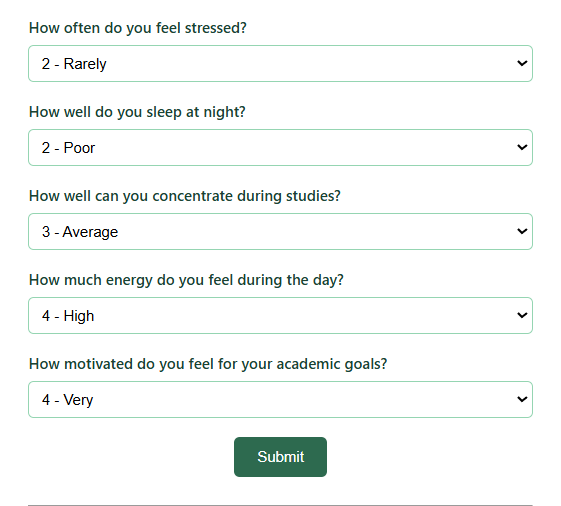 How often do you feel stressed?
2 - Rarely
How well do you sleep at night?
2 - Poor
How well can you concentrate during studies?
3 - Average
How much energy do you feel during the day?
4 - High
How motivated do you feel for your academic goals?
4 - Very
Submit